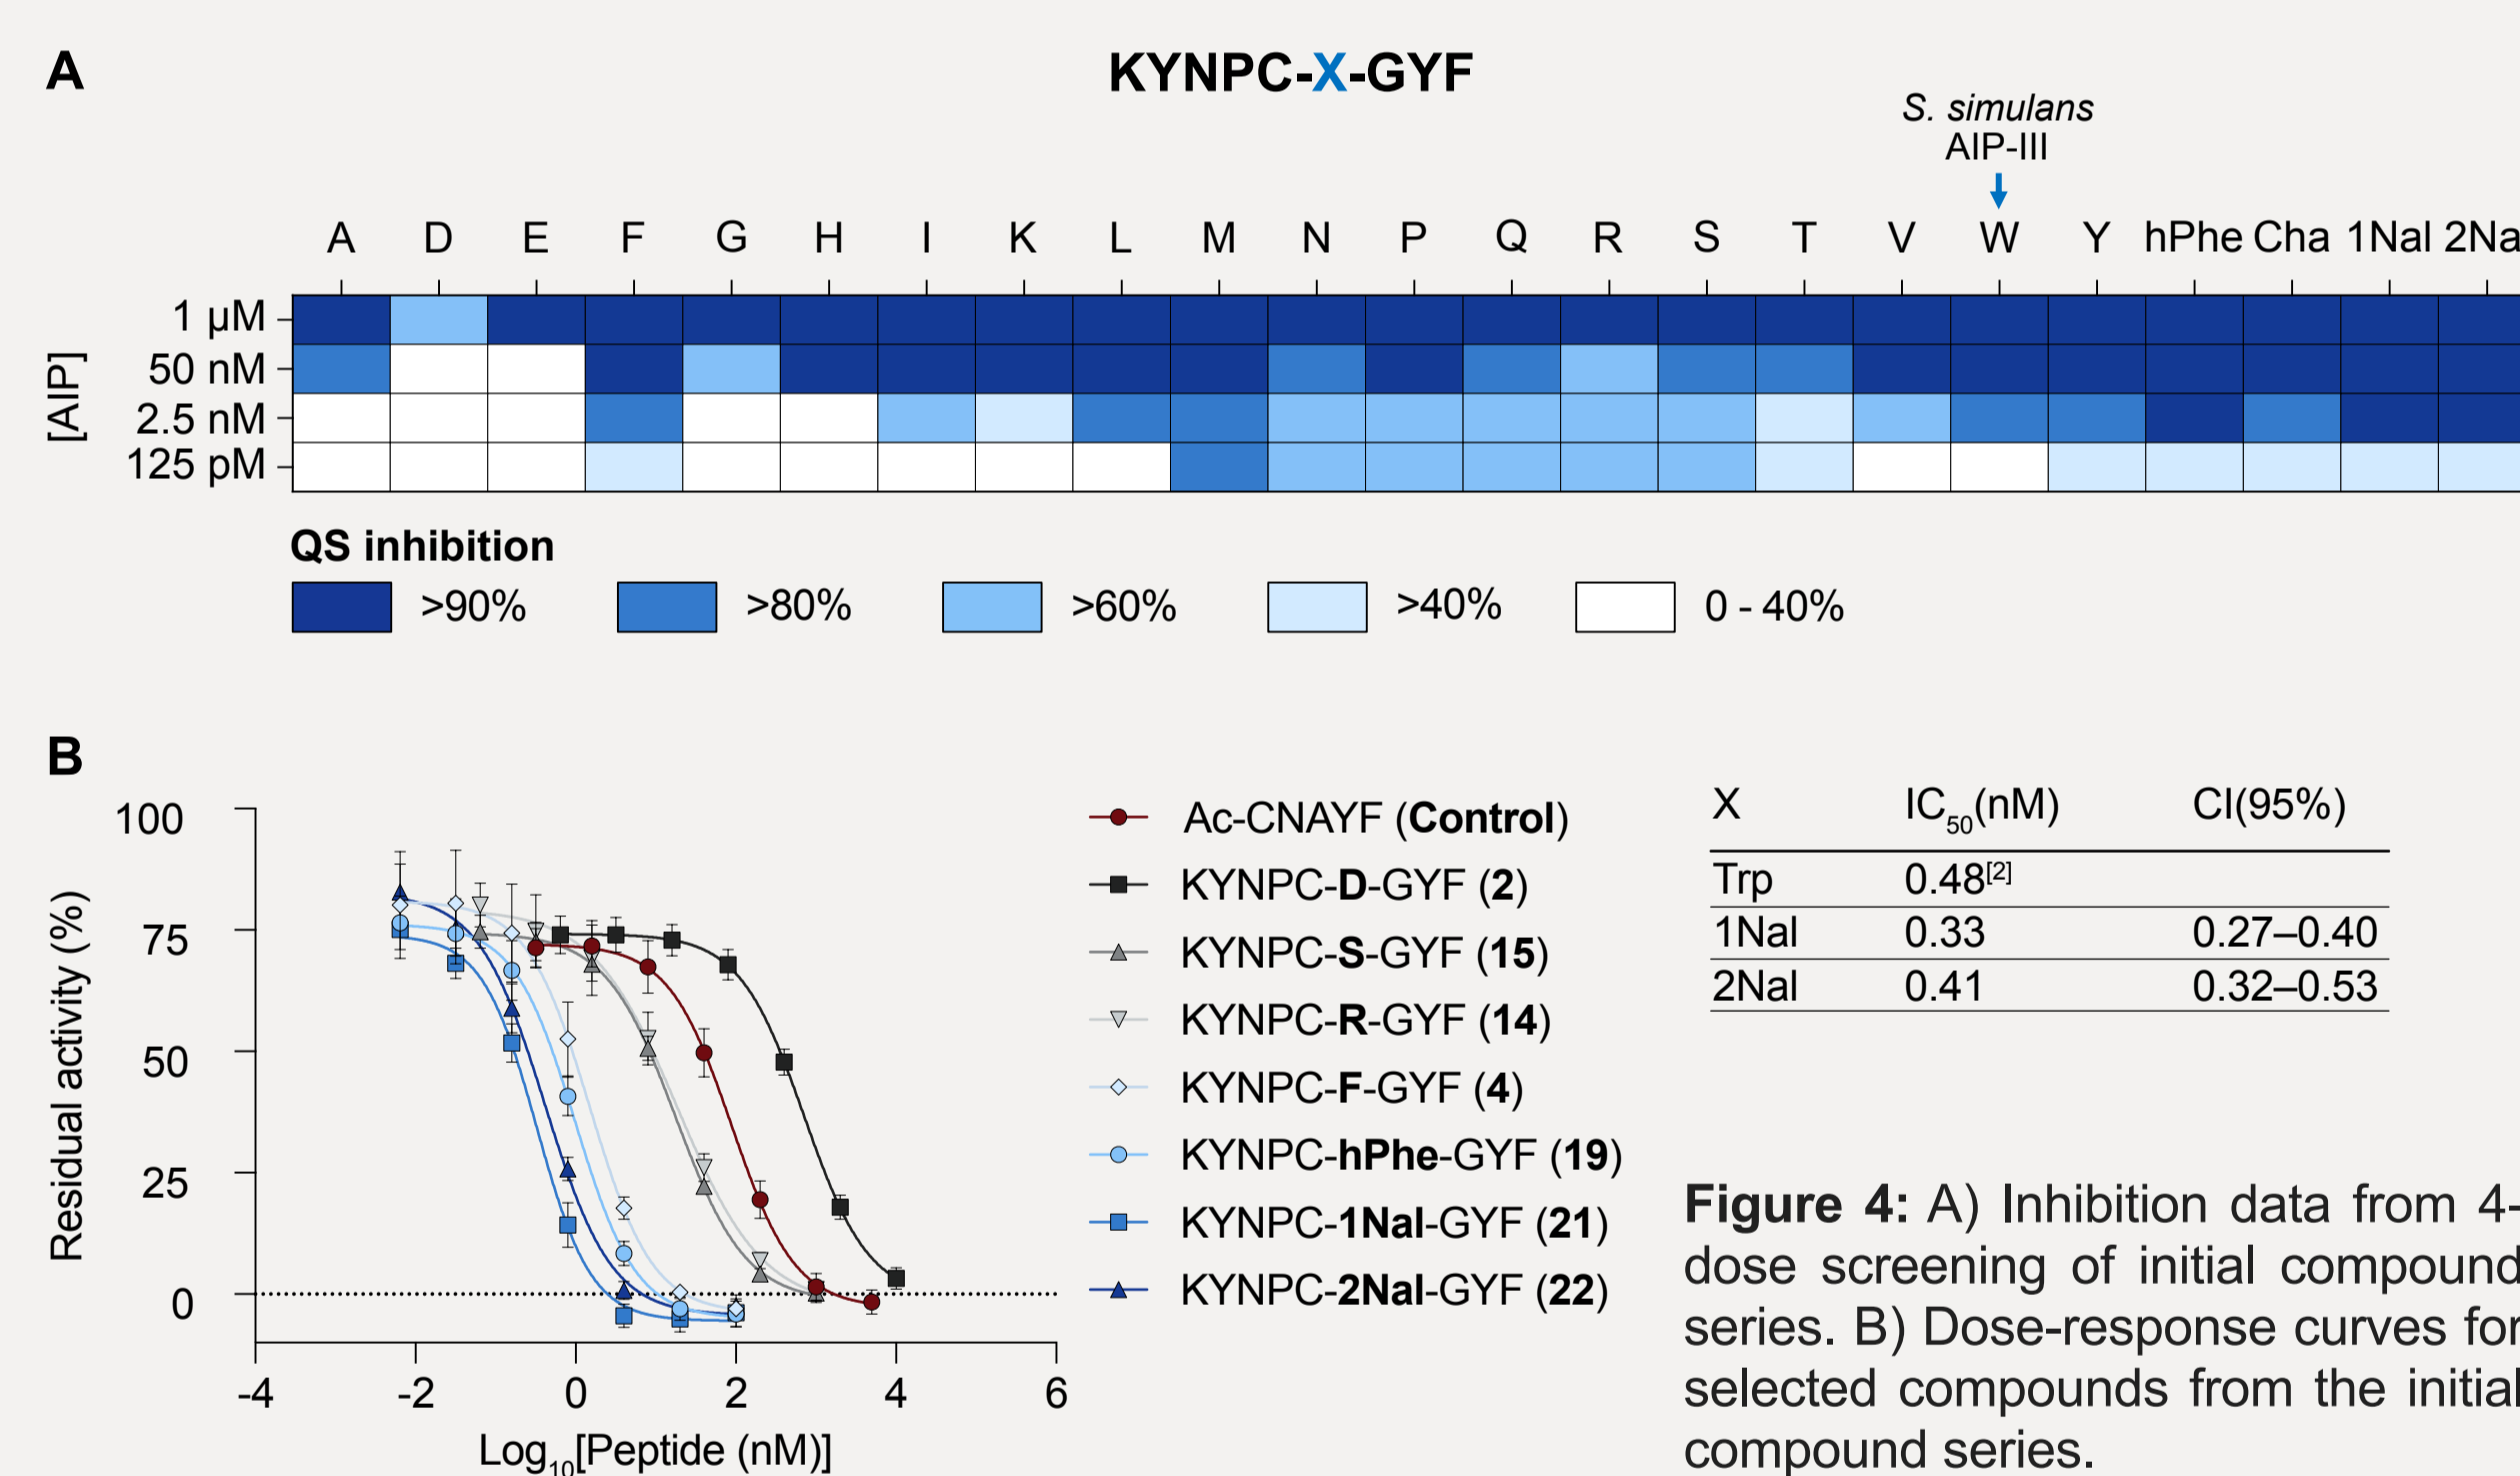 A
KYNPC-X-GYF
S. simulans
AIP-III
A D E F G H I K L M N P Q R S T V W Y hPhe Cha 1Nal 2Na
[AIP]
1 µM
50 nM
2.5 nM
125 pM
QS inhibition
>90% >80% >60% >40% 0 - 40%
B
Residual activity (%)
100
75
50
25
0
-4 -2 0 2 4 6
Log10[Peptide (nM)]
Ac-CNAYF (Control)
KYNPC-D-GYF (2)
KYNPC-S-GYF (15)
KYNPC-R-GYF (14)
KYNPC-F-GYF (4)
KYNPC-hPhe-GYF (19)
KYNPC-1Nal-GYF (21)
KYNPC-2Nal-GYF (22)
X IC50(nM) CI(95%)
Trp 0.48[2]
1Nal 0.33 0.27–0.40
2Nal 0.41 0.32–0.53
Figure 4: A) Inhibition data from 4-
dose screening of initial compound
series. B) Dose-response curves for
selected compounds from the initial
compound series.